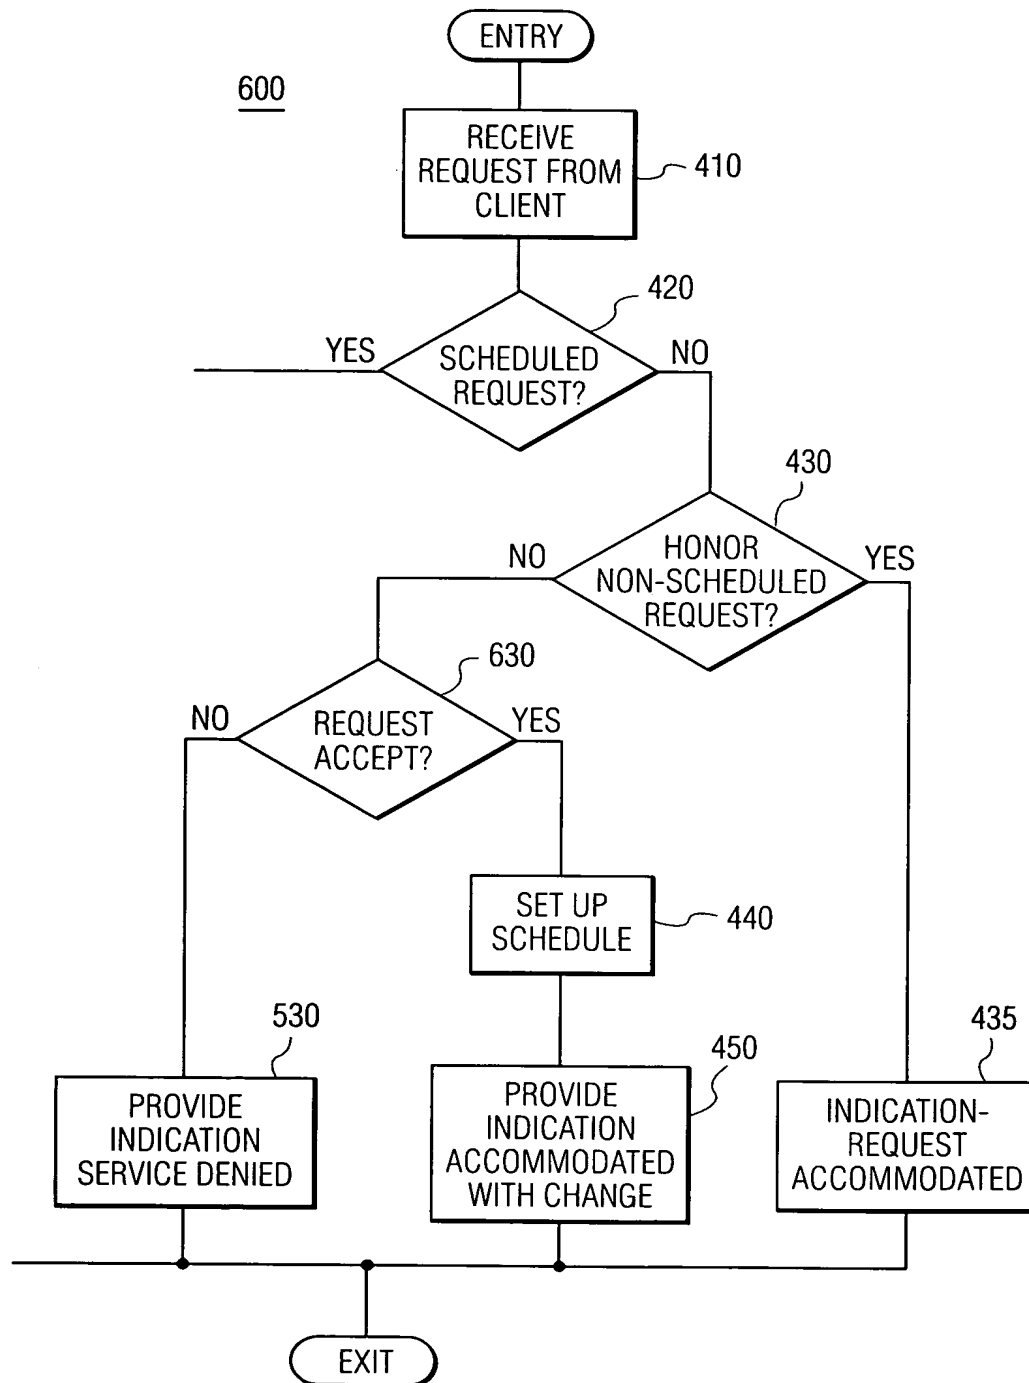 ENTRY
600
RECEIVE
REQUEST FROM
CLIENT
410
420
YES
SCHEDULED
REQUEST?
NO
430
NO
HONOR
NON-SCHEDULED
REQUEST?
YES
630
NO
REQUEST
ACCEPT?
YES
SET UP
SCHEDULE
440
530
PROVIDE
INDICATION
SERVICE DENIED
450
PROVIDE
INDICATION
ACCOMMODATED
WITH CHANGE
435
INDICATION-
REQUEST
ACCOMMODATED
EXIT